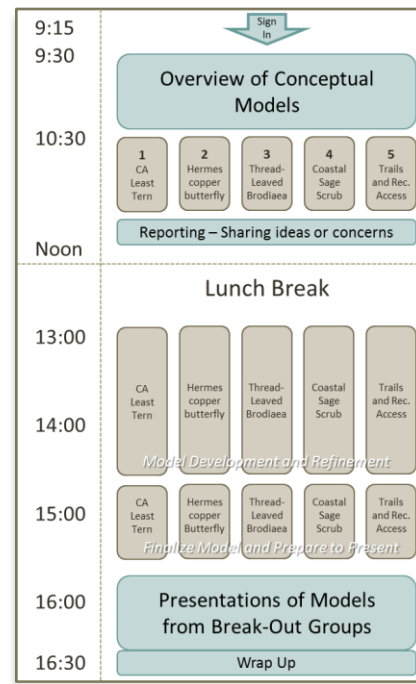 9:15
Sign
In
9:30
Overview of Conceptual
Models
10:30
1
CA
Least
Tern
2
Hermes
copper
butterfly
3
Thread-
Leaved
Brodiaea
4
Coastal
Sage
Scrub
5
Trails
and Rec.
Access
Reporting – Sharing ideas or concerns
Noon
Lunch Break
13:00
CA
Least
Tern
Hermes
copper
butterfly
Thread-
Leaved
Brodiaea
Coastal
Sage
Scrub
Trails
and Rec.
Access
14:00
Model Development and Refinement
15:00
CA
Least
Tern
Hermes
copper
Butterfly
Thread-
Leaved
Brodiaea
Coastal
Sage
Scrub
Trails
and Rec.
Access
Finalize Model and Prepare to Present
16:00
Presentations of Models
from Break-Out Groups
16:30
Wrap Up